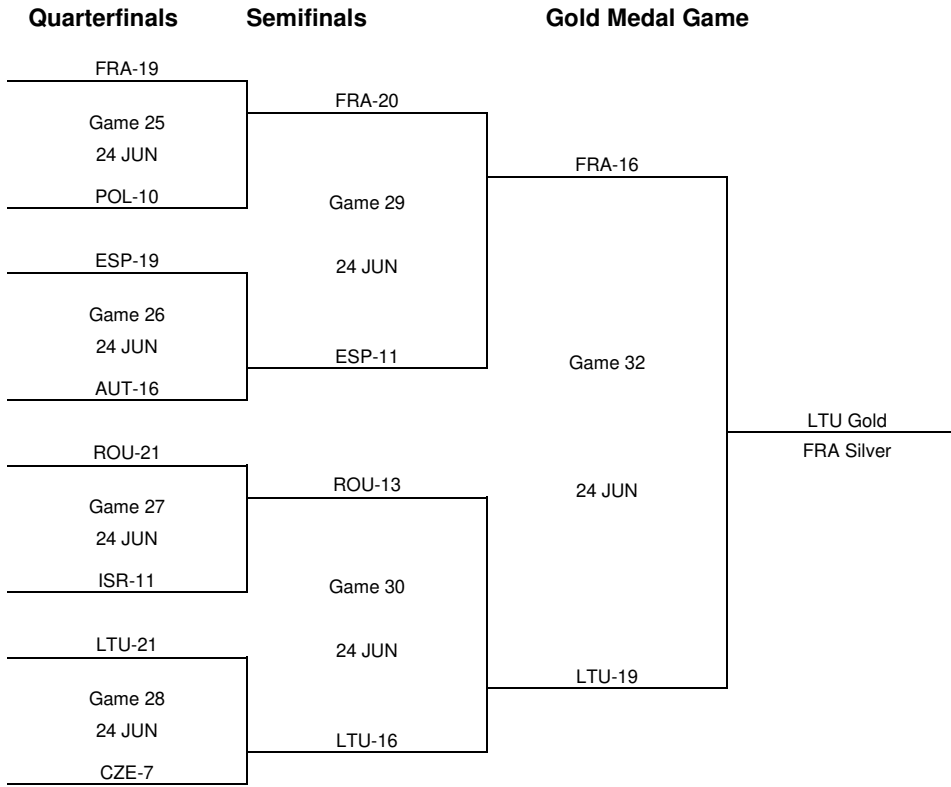 Quarterfinals Semifinals Gold Medal Game
FRA-19
FRA-20
Game 25
24 JUN
FRA-16
POL-10
Game 29
ESP-19
24 JUN
Game 26
24 JUN
ESP-11
Game 32
AUT-16
LTU Gold
ROU-21
FRA Silver
ROU-13
24 JUN
Game 27
24 JUN
ISR-11
Game 30
LTU-21
24 JUN
LTU-19
Game 28
24 JUN
LTU-16
CZE-7